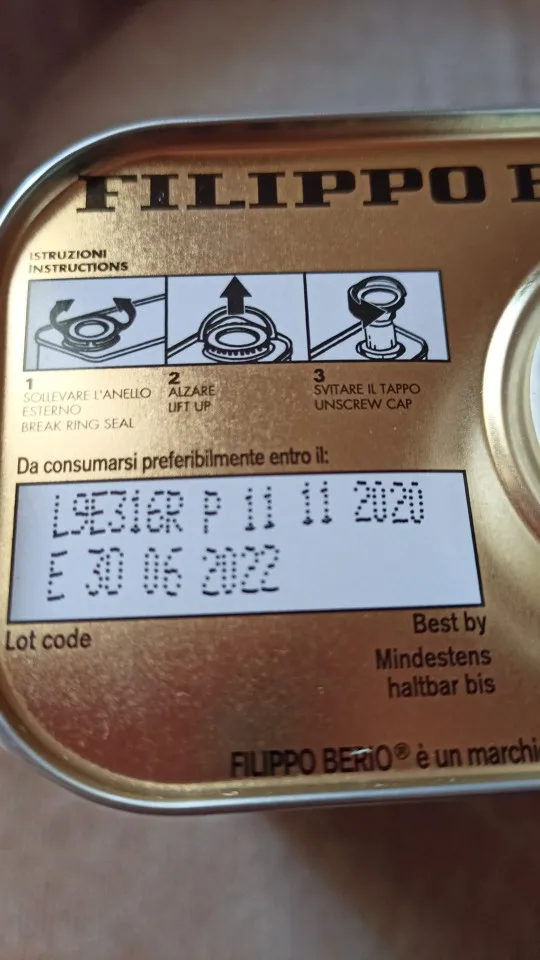 FILIPPO
ISTRUZIONI
INSTRUCTIONS
1
SOLLEVARE L'ANELLO
ESTERNO
BREAK RING SEAL
2
ALZARE
LIFT UP
3
SVITARE IL TAPPO
UNSCREW CAP
Da consumarsi preferibilmente entro il:
L9E316R P 11 11 2020
E 30 06 2022
Lot code
Best by
Mindestens
haltbar bis
FILIPPO BERIO® è un marchi